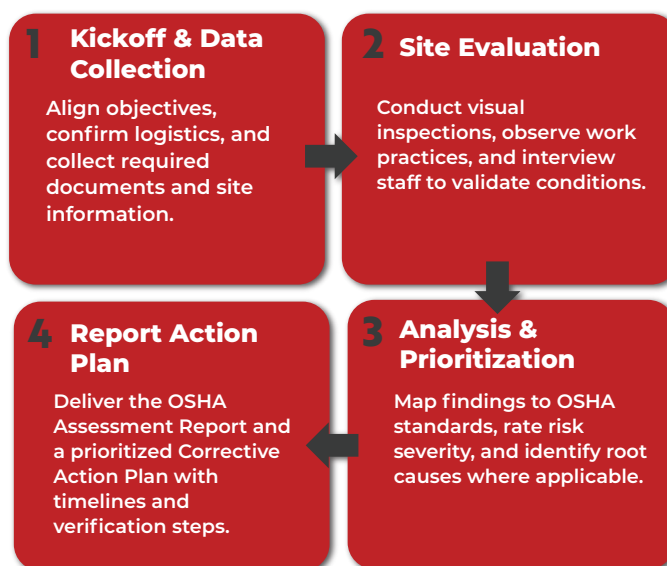 1 Kickoff & Data
Collection
Align objectives,
confirm logistics, and
collect required
documents and site
information.
2 Site Evaluation
Conduct visual
inspections, observe work
practices, and interview
staff to validate conditions.
3 Analysis &
Prioritization
Map findings to OSHA
standards, rate risk
severity, and identify root
causes where applicable.
4 Report Action
Plan
Deliver the OSHA
Assessment Report and
a prioritized Corrective
Action Plan with
timelines and
verification steps.